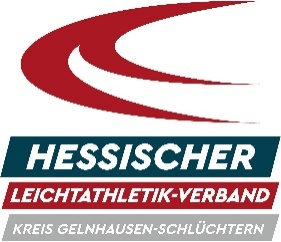 HESSISCHER
LEICHTATHLETIK-VERBAND
KREIS GELNHAUSEN-SCHLÜCHTERN